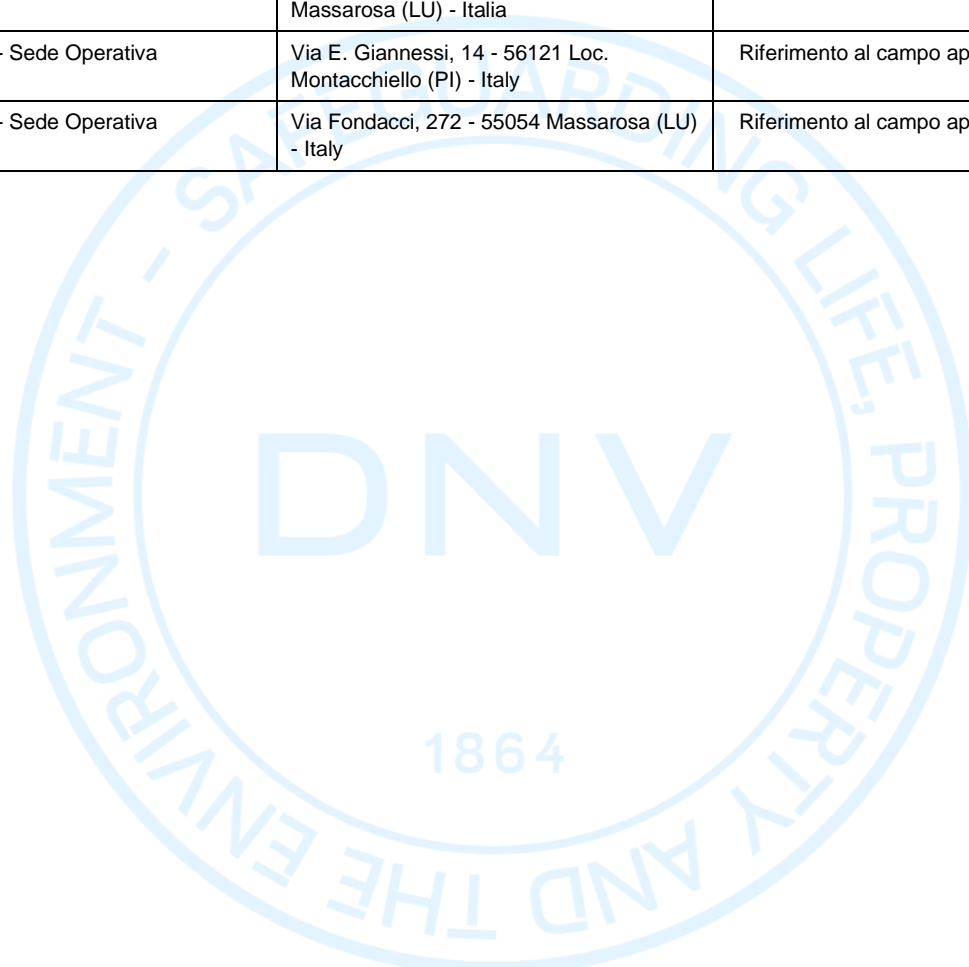 Massarosa (LU) - Italia
- Sede Operativa
Via E. Giannessi, 14 - 56121 Loc.
Montacchiello (PI) - Italy
Riferimento al campo ap
- Sede Operativa
Via Fondacci, 272 - 55054 Massarosa (LU)
- Italy
Riferimento al campo ap
SAFEGUARDING LIFE, PROPERTY AND THE ENVIRONMENT -
DNV
1864